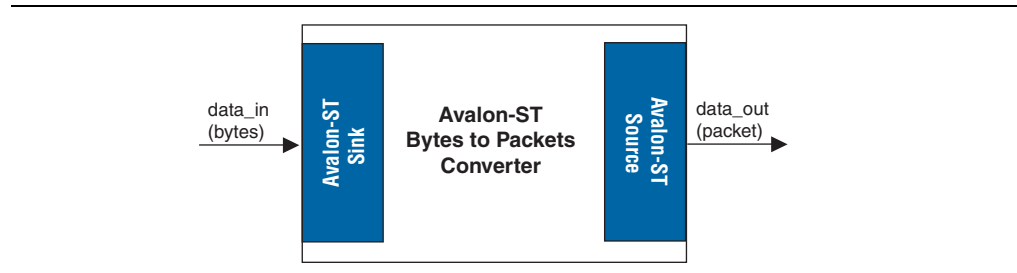 data_in
(bytes)
Avalon-ST
Sink
Avalon-ST
Bytes to Packets
Converter
Avalon-ST
Source
data_out
(packet)